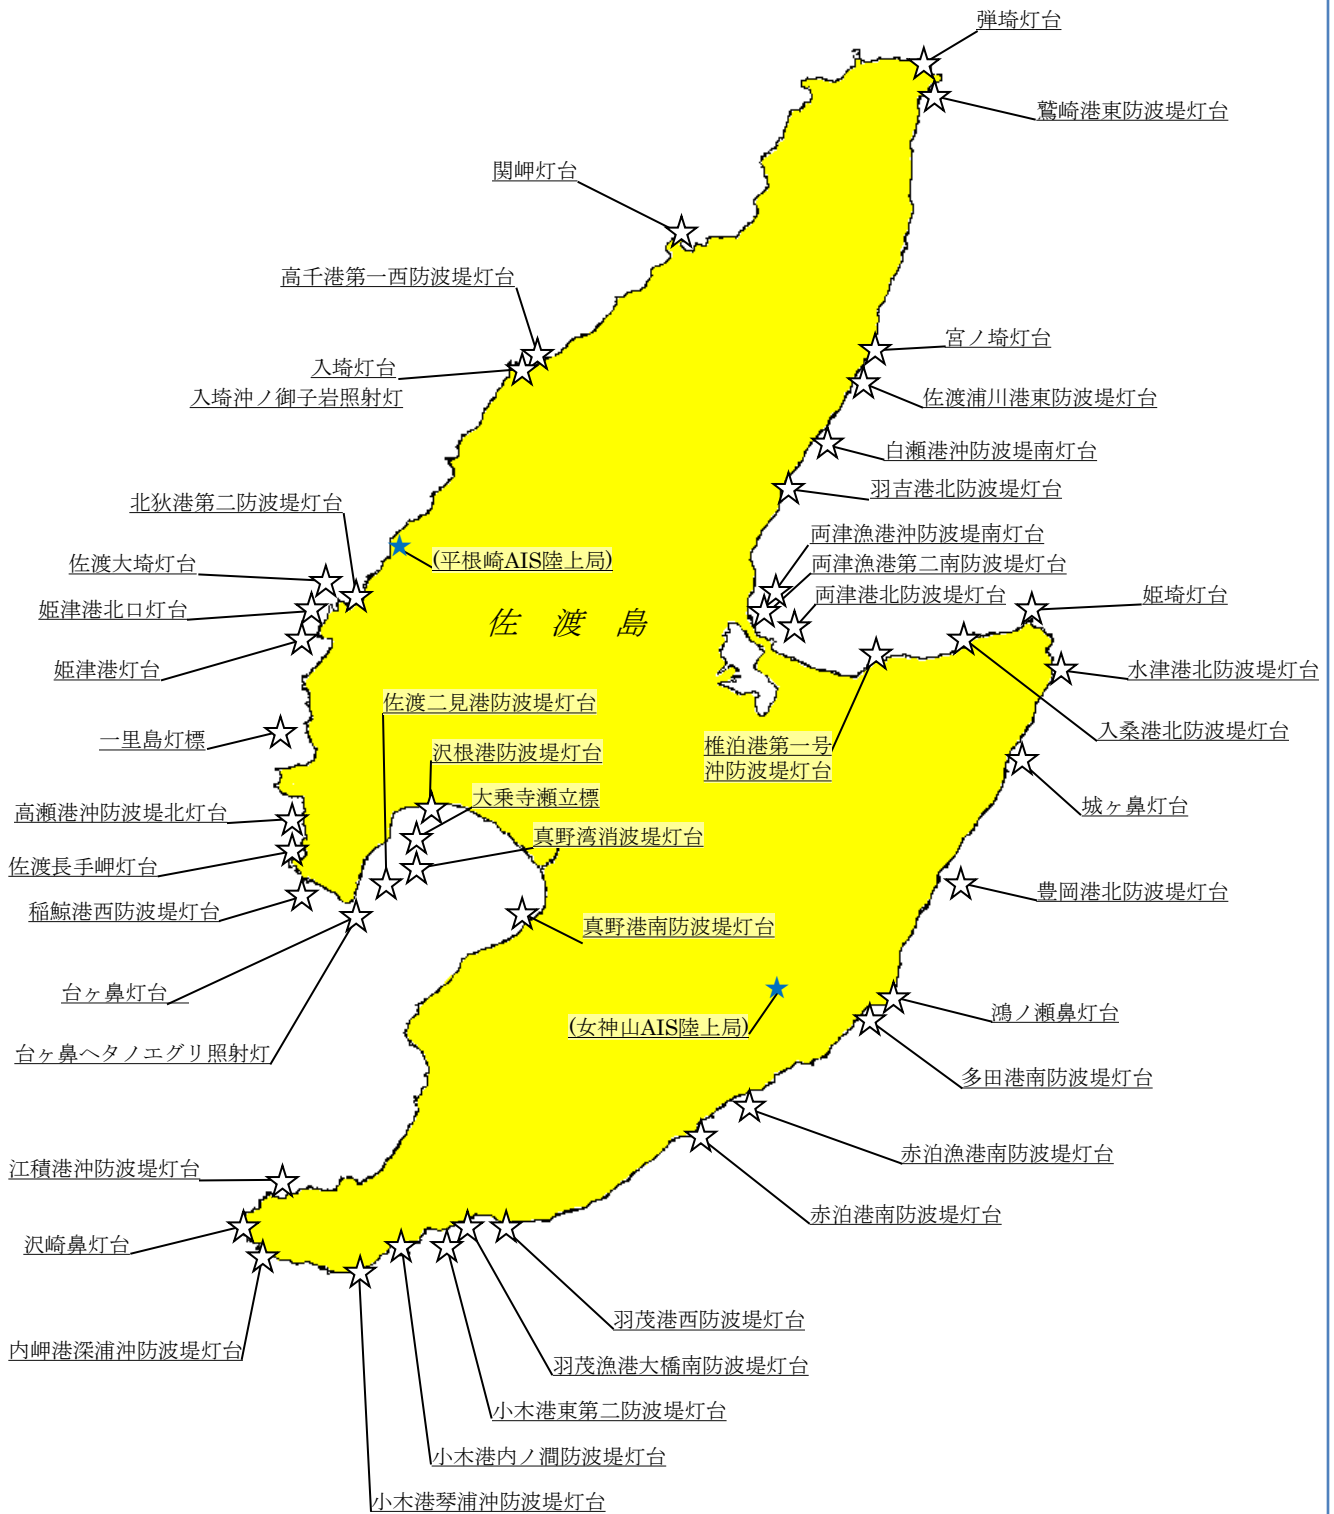 弾埼灯台
鷲崎港東防波堤灯台
関岬灯台
高千港第一西防波堤灯台
宮ノ埼灯台
入埼灯台
入埼沖ノ御子岩照射灯
佐渡浦川港東防波堤灯台
白瀬港沖防波堤南灯台
羽吉港北防波堤灯台
北狄港第二防波堤灯台
両津漁港沖防波堤南灯台
(平根崎AIS陸上局)
両津漁港第二南防波堤灯台
佐渡大埼灯台
両津港北防波堤灯台
姫埼灯台
姫津港北口灯台
佐渡島
姫津港灯台
水津港北防波堤灯台
佐渡二見港防波堤灯台
入桑港北防波堤灯台
一里島灯標
沢根港防波堤灯台
椎泊港第一号
沖防波堤灯台
大乗寺瀬立標
城ヶ鼻灯台
高瀬港沖防波堤北灯台
真野湾消波堤灯台
佐渡長手岬灯台
豊岡港北防波堤灯台
稲鯨港西防波堤灯台
真野港南防波堤灯台
台ヶ鼻灯台
鴻ノ瀬鼻灯台
(女神山AIS陸上局)
台ヶ鼻ヘタノエグリ照射灯
多田港南防波堤灯台
赤泊漁港南防波堤灯台
江積港沖防波堤灯台
赤泊港南防波堤灯台
沢崎鼻灯台
羽茂港西防波堤灯台
内岬港深浦沖防波堤灯台
羽茂漁港大橋南防波堤灯台
小木港東第二防波堤灯台
小木港内ノ澗防波堤灯台
小木港琴浦沖防波堤灯台